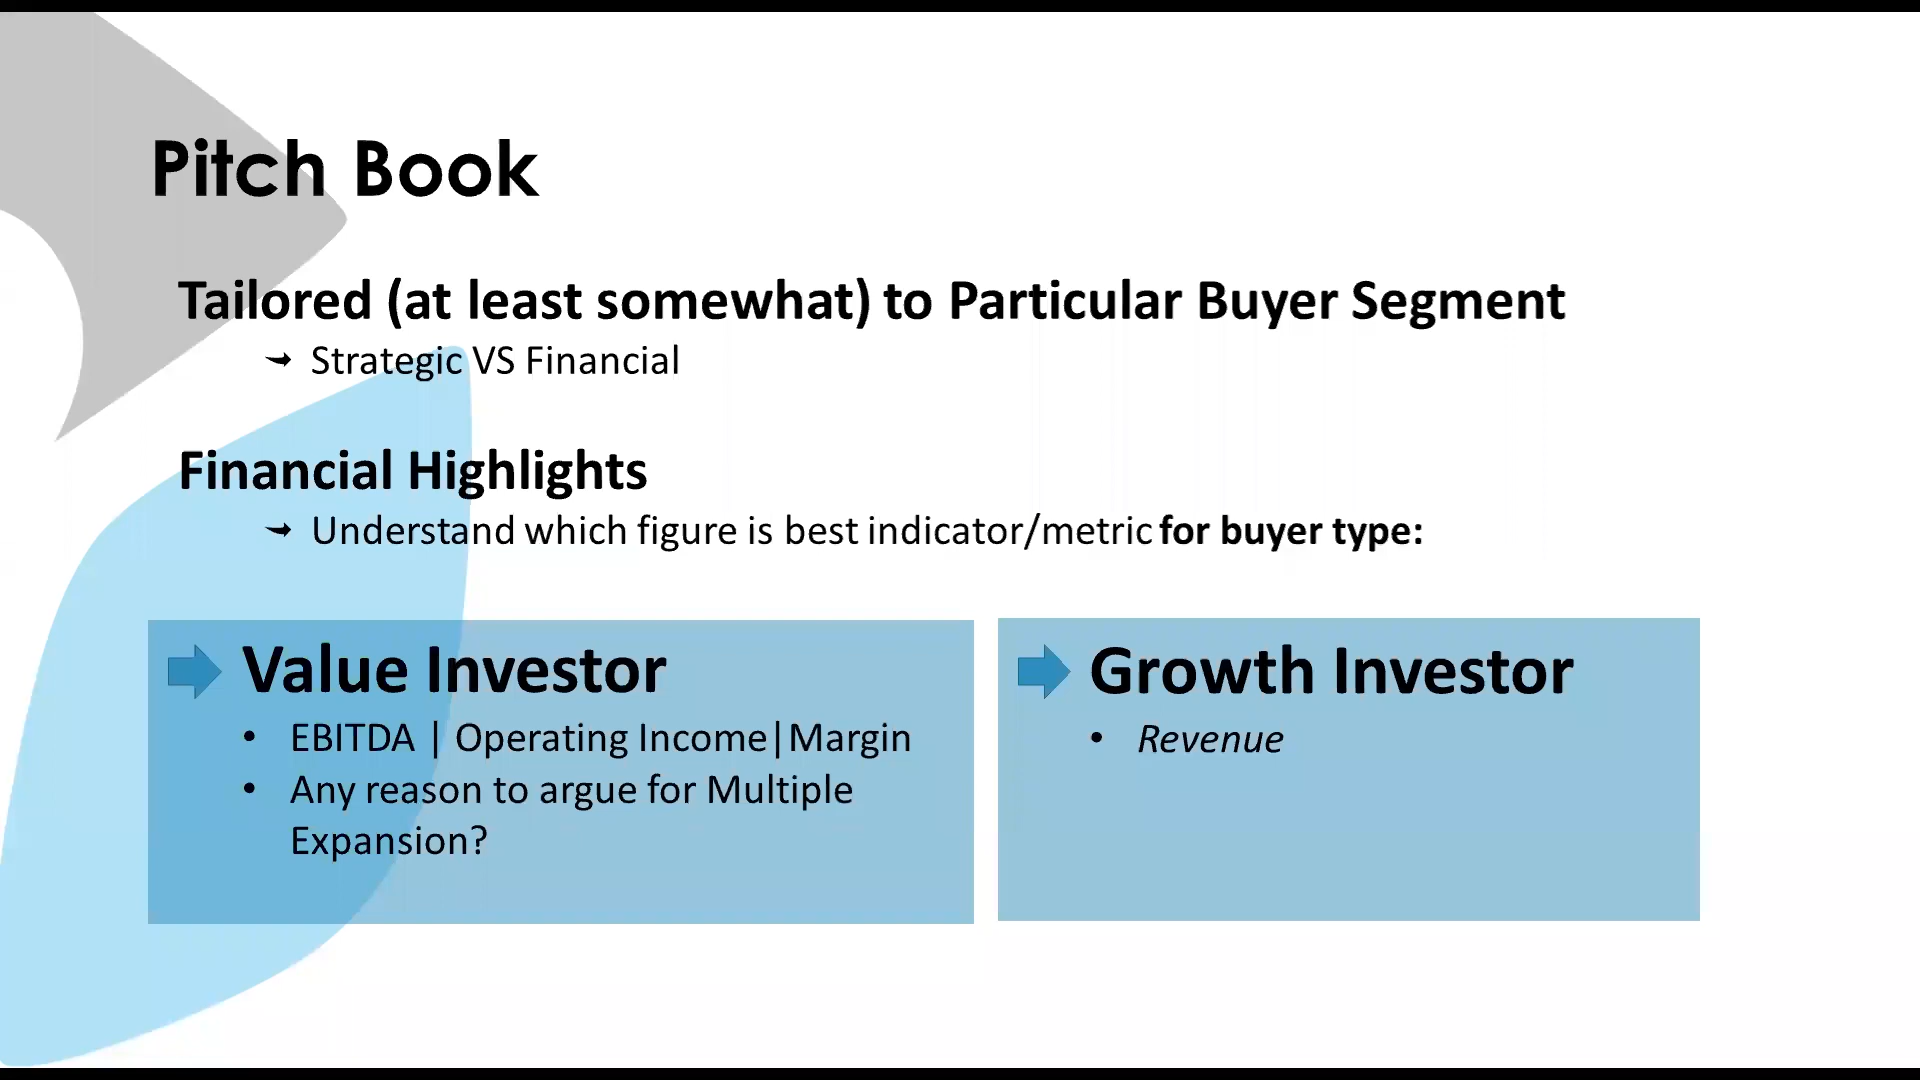 Pitch Book
Tailored (at least somewhat) to Particular Buyer Segment
Strategic VS Financial
Financial Highlights
Understand which figure is best indicator/metric for buyer type:
Value Investor
• EBITDA | Operating Income|Margin
• Any reason to argue for Multiple
Expansion?
Growth Investor
• Revenue